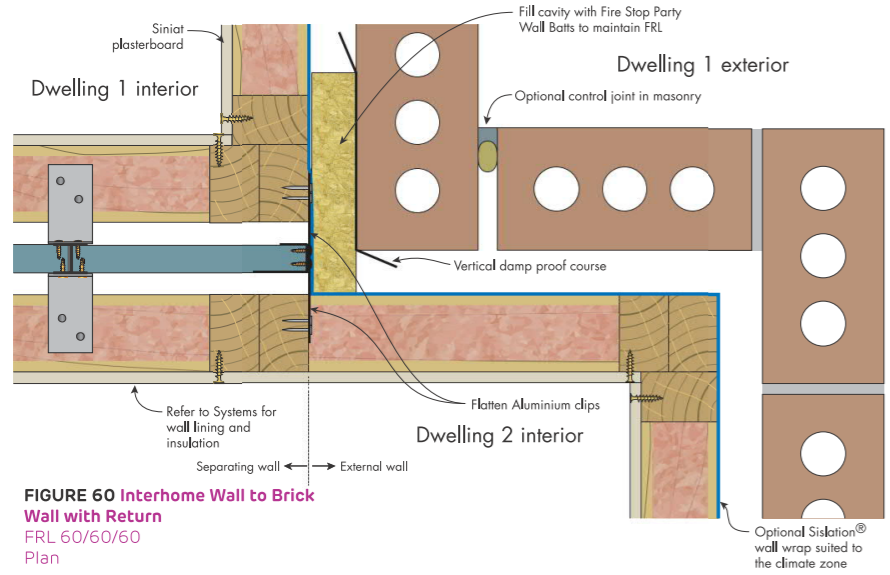 Siniat
plasterboard
Fill cavity with Fire Stop Party
Wall Batts to maintain FRL
Dwelling 1 interior
Dwelling 1 exterior
Optional control joint in masonry
Vertical damp proof course
Refer to Systems for
wall lining and
insulation
Flatten Aluminium clips
Dwelling 2 interior
Separating wall
External wall
FIGURE 60 Interhome Wall to Brick
Wall with Return
FRL 60/60/60
Plan
Optional Sislation®
wall wrap suited to
the climate zone